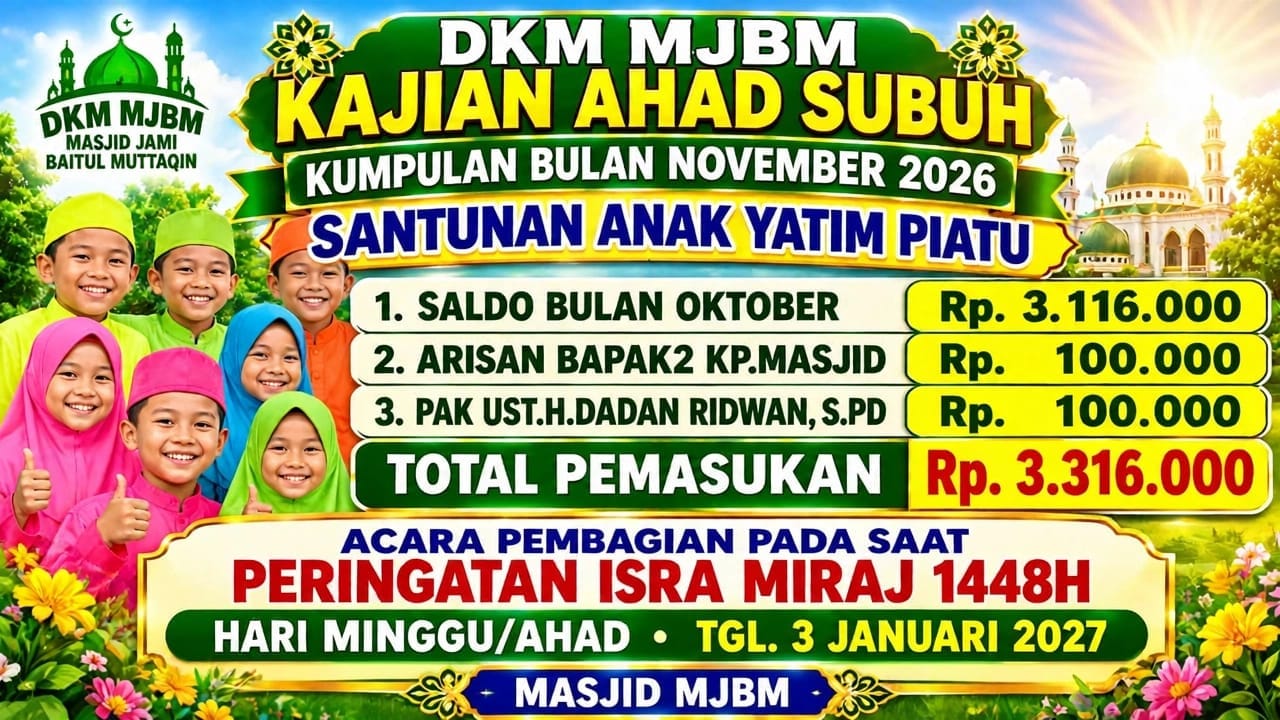 DKM MJBM
MASJID JAMI
BAITUL MUTTAQIN
DKM MJBM
KAJIAN AHAD SUBUH
KUMPULAN BULAN NOVEMBER 2026
SANTUNAN ANAK YATIM PIATU
1. SALDO BULAN OKTOBER Rp. 3.116.000
2. ARISAN BAPAK2 KP.MASJID Rp. 100.000
3. PAK UST.H.DADAN RIDWAN, S.PD Rp. 100.000
TOTAL PEMASUKAN Rp. 3.316.000
ACARA PEMBAGIAN PADA SAAT
PERINGATAN ISRA MIRAJ 1448H
HARI MINGGU/AHAD • TGL. 3 JANUARI 2027
MASJID MJBM